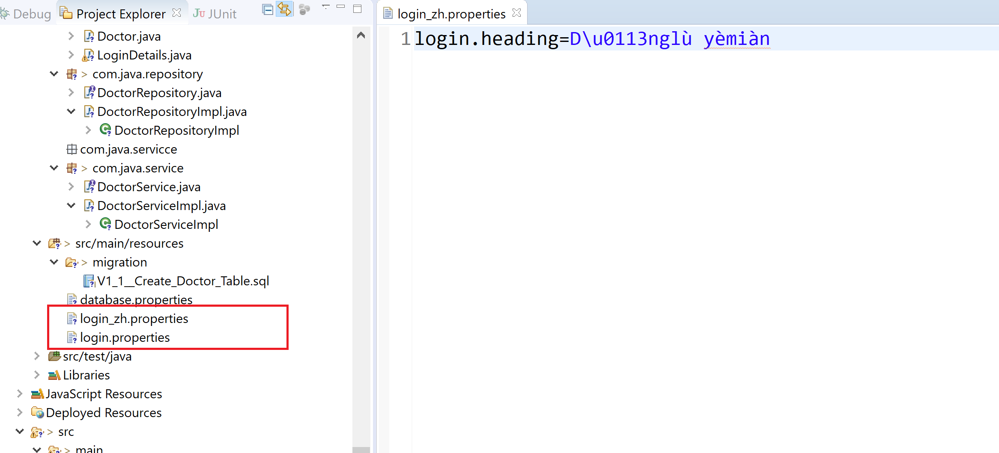 Debug Project Explorer JUnit
Doctor.java
LoginDetails.java
> com.java.repository
DoctorRepository.java
DoctorRepositoryImpl.java
DoctorRepositoryImpl
com.java.servicce
> com.java.service
DoctorService.java
DoctorServiceImpl.java
DoctorServiceImpl
> src/main/resources
> migration
V1_1__Create_Doctor_Table.sql
database.properties
login_zh.properties
login.properties
src/test/java
Libraries
JavaScript Resources
Deployed Resources
> src
> main
login_zh.properties
1 login.heading=D\u0113nglù yèmiàn